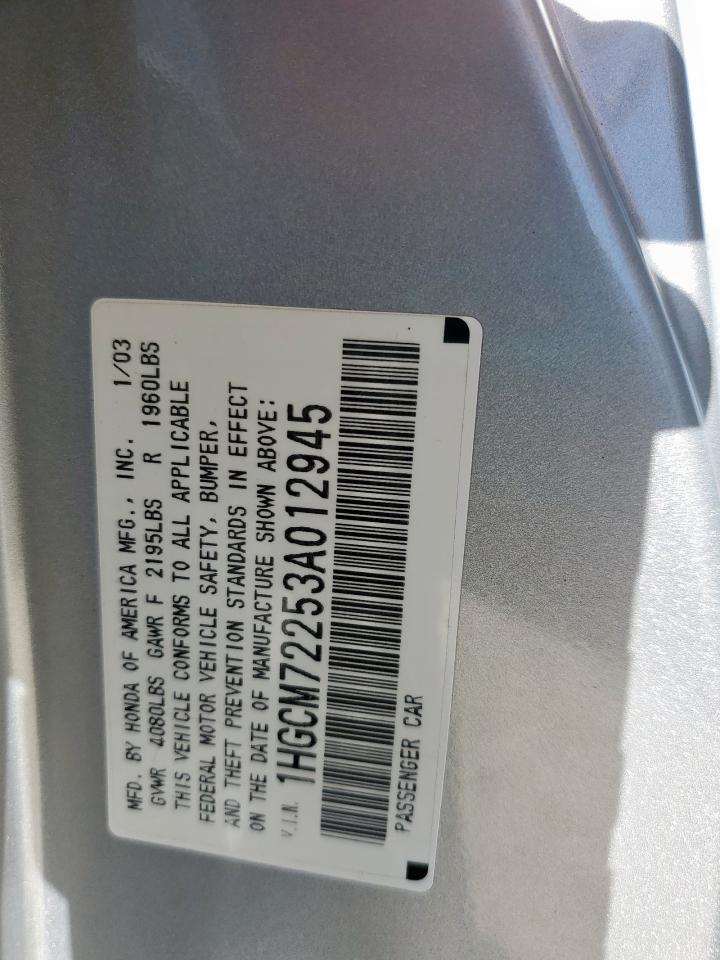 MFD. BY HONDA OF AMERICA MFG., INC. 1/03
GVWR 4080LBS GAWR F 2195LBS R 1960LBS
THIS VEHICLE CONFORMS TO ALL APPLICABLE
FEDERAL MOTOR VEHICLE SAFETY, BUMPER,
AND THEFT PREVENTION STANDARDS IN EFFECT
ON THE DATE OF MANUFACTURE SHOWN ABOVE:
V.I.N. 1HGCM72253A012945
PASSENGER CAR